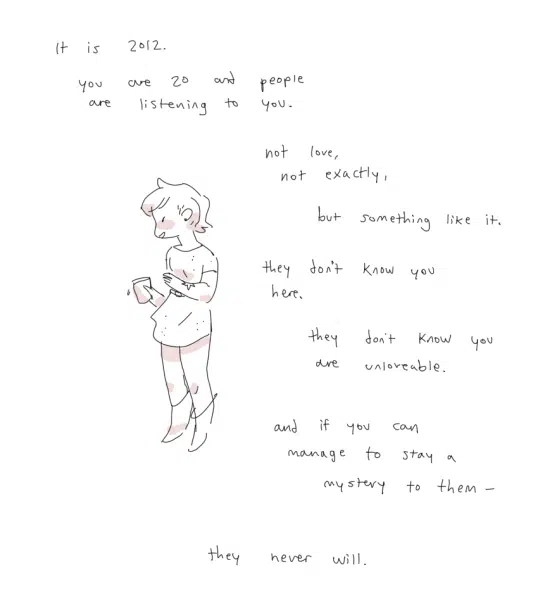 It is 2012.
you are 20 and people
are listening to you.
not love,
not exactly,
but something like it.
they don't know you
here.
they don't know you
are unloveable.
and if you can
manage to stay a
mystery to them –
they never will.